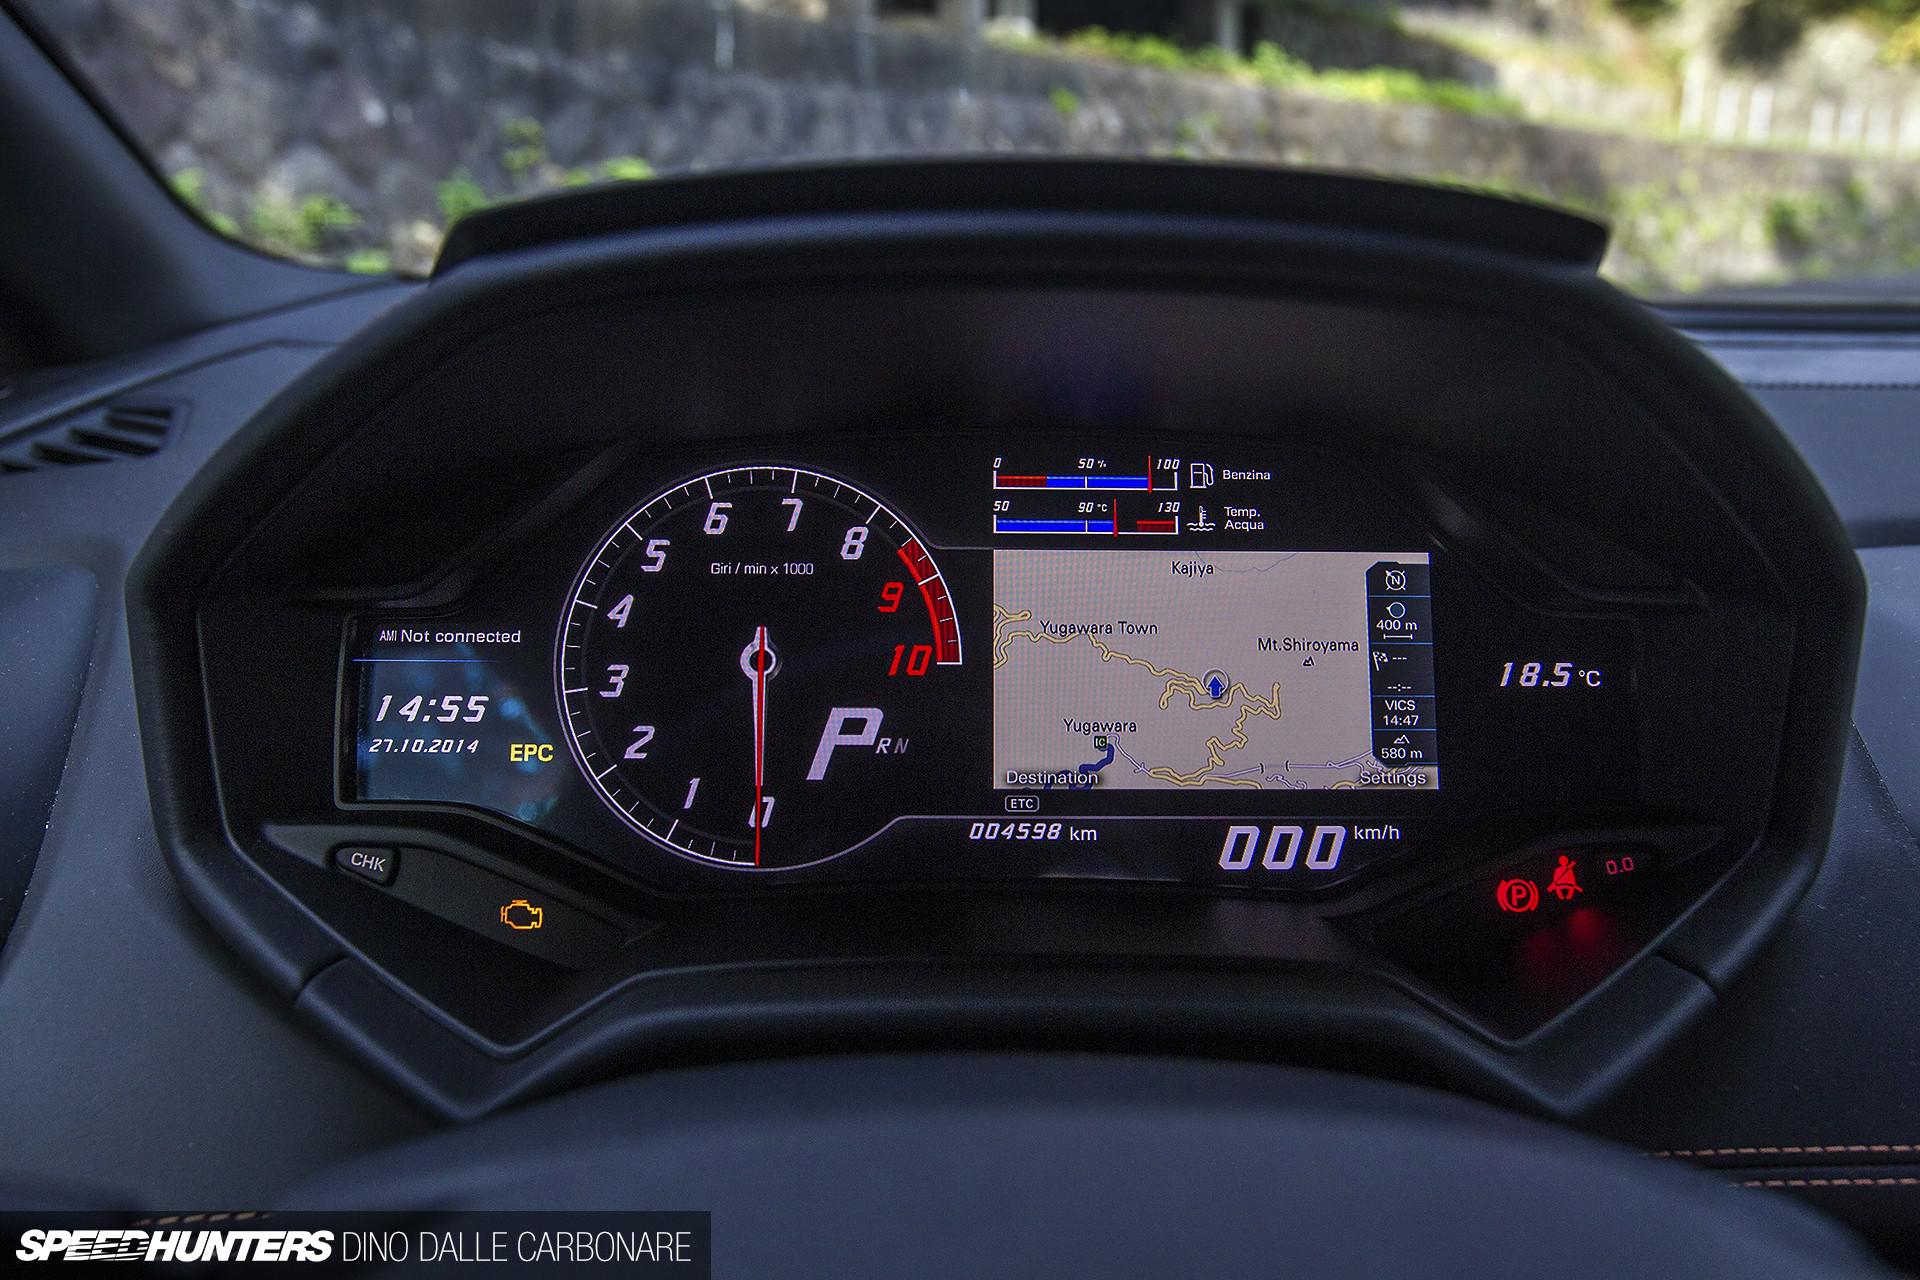 0 50 % 100 Benzina
50 90 °C 130 Temp.
Acqua
AMI Not connected
14:55
27.10.2014
EPC
CHK
0 1 2 3 4 5 6 7 8 9 10
Giri / min x 1000
P R N
Kajiya
Yugawara Town
Mt.Shiroyama
Yugawara
IC
Destination
Settings
N
400 m
---
--:--
VICS
14:47
580 m
ETC
004598 km
000 km/h
18.5 °C
P
0.0
SPEEDHUNTERS DINO DALLE CARBONARE